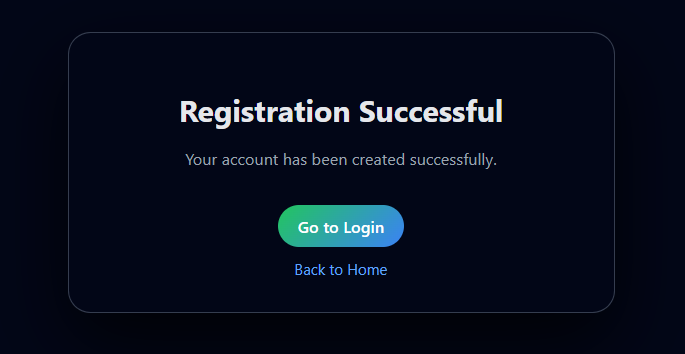 Registration Successful
Your account has been created successfully.
Go to Login
Back to Home